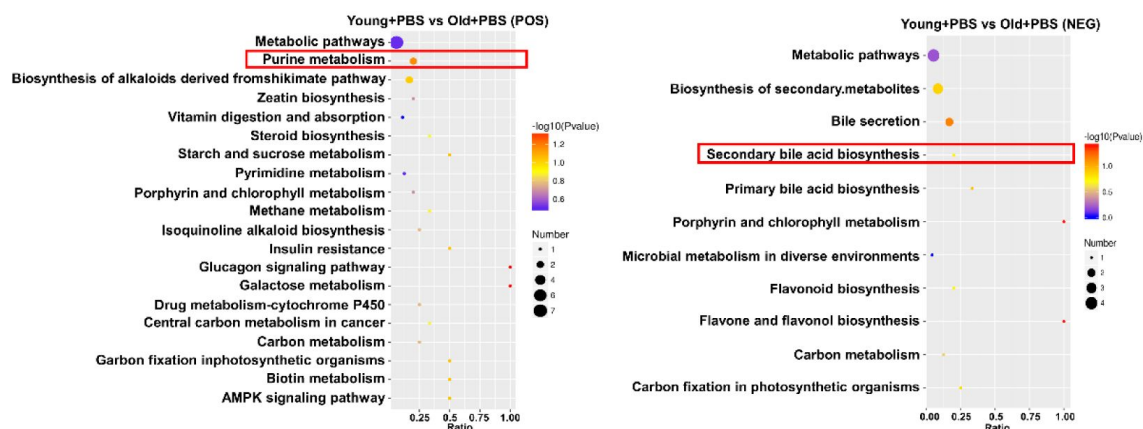 Young+PBS vs Old+PBS (POS)
Metabolic pathways
Purine metabolism
Biosynthesis of alkaloids derived fromshikimate pathway
Zeatin biosynthesis
Vitamin digestion and absorption
Steroid biosynthesis
Starch and sucrose metabolism
Pyrimidine metabolism
Porphyrin and chlorophyll metabolism
Methane metabolism
Isoquinoline alkaloid biosynthesis
Insulin resistance
Glucagon signaling pathway
Galactose metabolism
Drug metabolism-cytochrome P450
Central carbon metabolism in cancer
Carbon metabolism
Garbon fixation inphotosynthetic organisms
Biotin metabolism
AMPK signaling pathway
0.25 0.50 0.75 1.00
Ratio
-log10(Pvalue)
1.2
1.0
0.8
0.6
Number
1
2
4
6
7
Young+PBS vs Old+PBS (NEG)
Metabolic pathways
Biosynthesis of secondary.metabolites
Bile secretion
Secondary bile acid biosynthesis
Primary bile acid biosynthesis
Porphyrin and chlorophyll metabolism
Microbial metabolism in diverse environments
Flavonoid biosynthesis
Flavone and flavonol biosynthesis
Carbon metabolism
Carbon fixation in photosynthetic organisms
0.00 0.25 0.50 0.75 1.00
Ratio
-log10(Pvalue)
1.0
0.5
0.0
Number
1
2
3
4